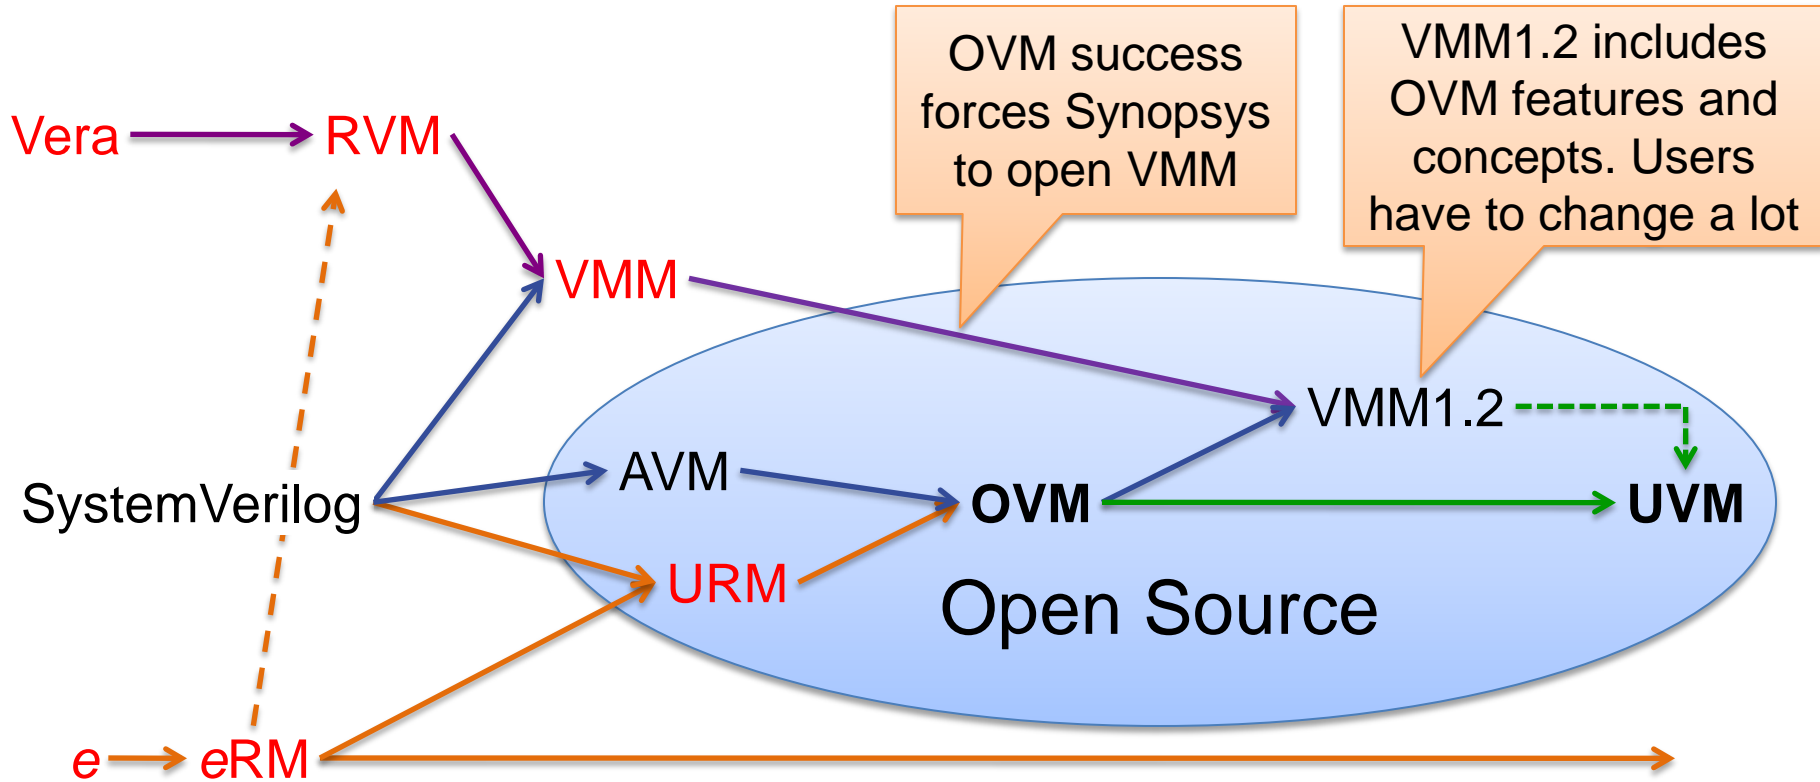 OVM success
forces Synopsys
to open VMM
VMM1.2 includes
OVM features and
concepts. Users
have to change a lot
Vera
RVM
VMM
VMM1.2
AVM
SystemVerilog
OVM
UVM
URM
Open Source
e
eRM